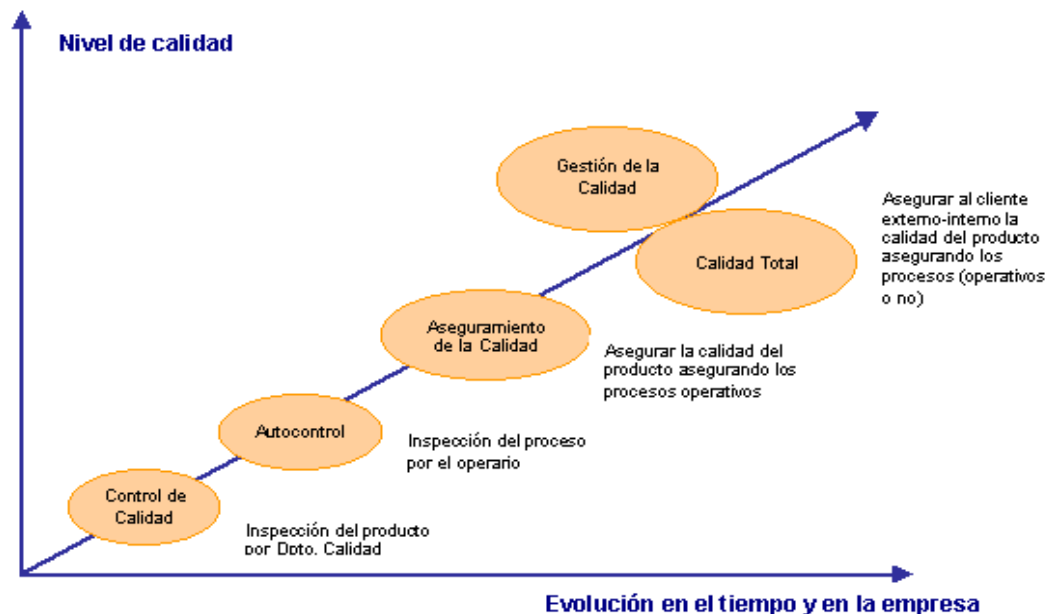 Nivel de calidad
Gestión de la
Calidad
Asegurar al cliente
externo-interno la
calidad del producto
asegurando los
procesos (operativos
o no)
Calidad Total
Aseguramiento
de la Calidad
Asegurar la calidad del
producto asegurando los
procesos operativos
Autocontrol
Inspección del proceso
por el operario
Control de
Calidad
Inspección del producto
por Dpto. Calidad
Evolución en el tiempo y en la empresa